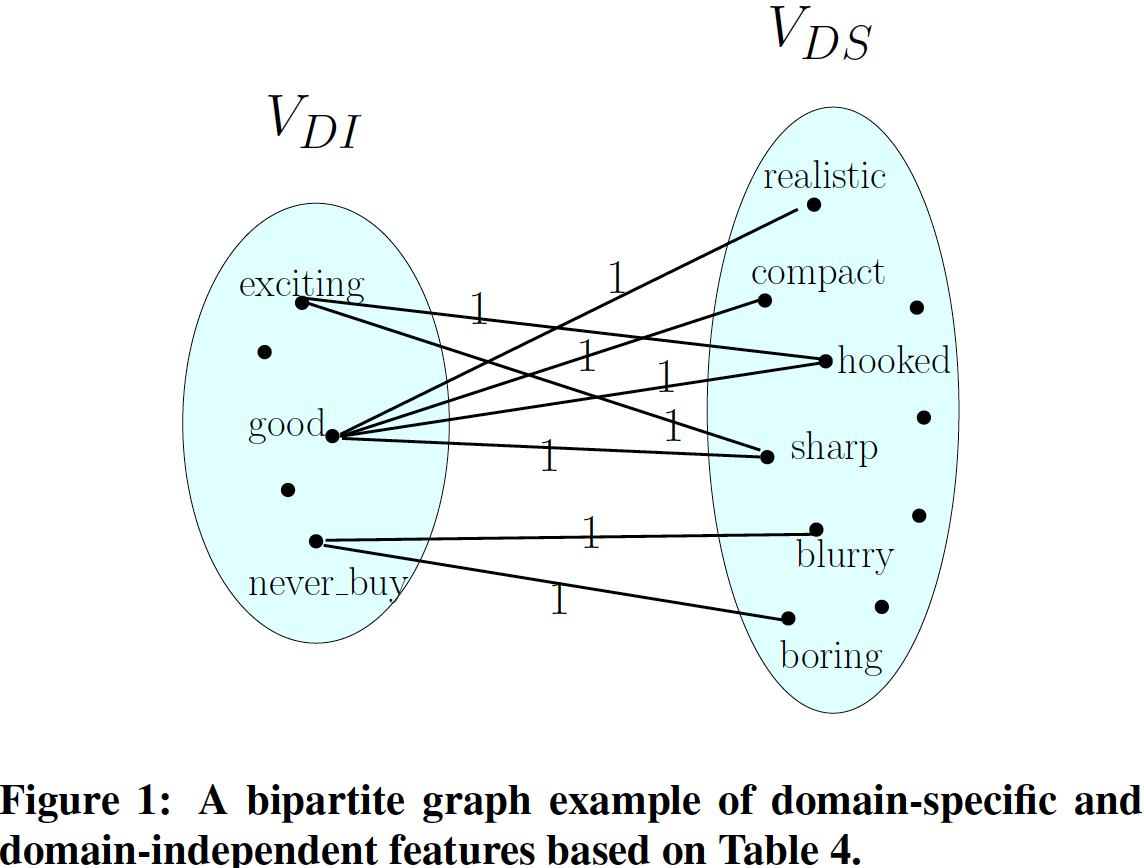 V_DS
V_DI
realistic
compact
exciting
1
1
hooked
1
1
good
1
sharp
1
1
blurry
never_buy
1
boring
Figure 1: A bipartite graph example of domain-specific and
domain-independent features based on Table 4.